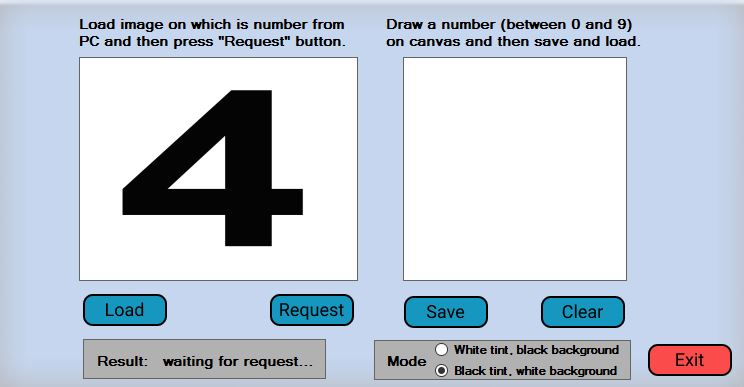 Load image on which is number from
PC and then press "Request" button.
Draw a number (between 0 and 9)
on canvas and then save and load.
4
Load
Request
Save
Clear
Result: waiting for request...
Mode
White tint, black background
Black tint, white background
Exit